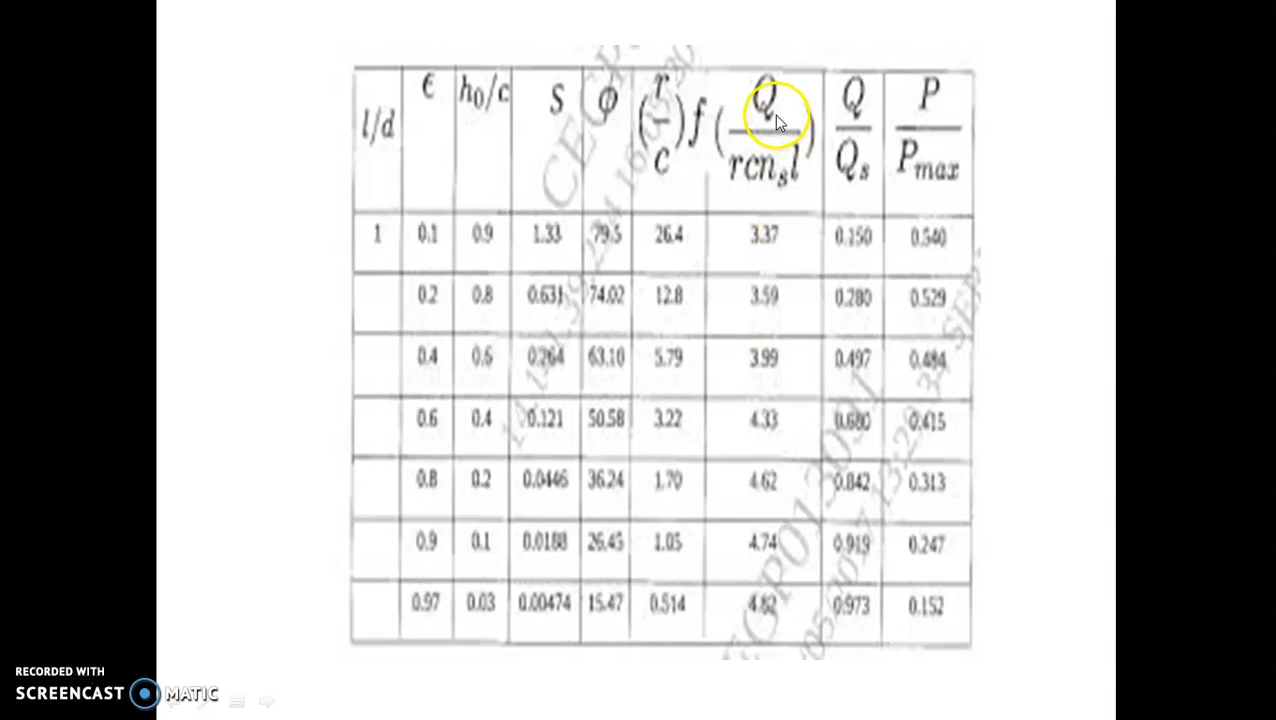 l/d ϵ h₀/c S ϕ (r/c)f (Q/rcnₛl) Q/Qₛ P/Pmax
1 0.1 0.9 1.33 79.5 26.4 3.37 0.150 0.540
0.2 0.8 0.631 74.02 12.8 3.59 0.280 0.529
0.4 0.6 0.264 63.10 5.79 3.99 0.497 0.484
0.6 0.4 0.121 50.58 3.22 4.33 0.680 0.415
0.8 0.2 0.0446 36.24 1.70 4.62 0.842 0.313
0.9 0.1 0.0188 26.45 1.05 4.74 0.919 0.247
0.97 0.03 0.00474 15.47 0.514 4.82 0.973 0.152
RECORDED WITH
SCREENCAST MATIC